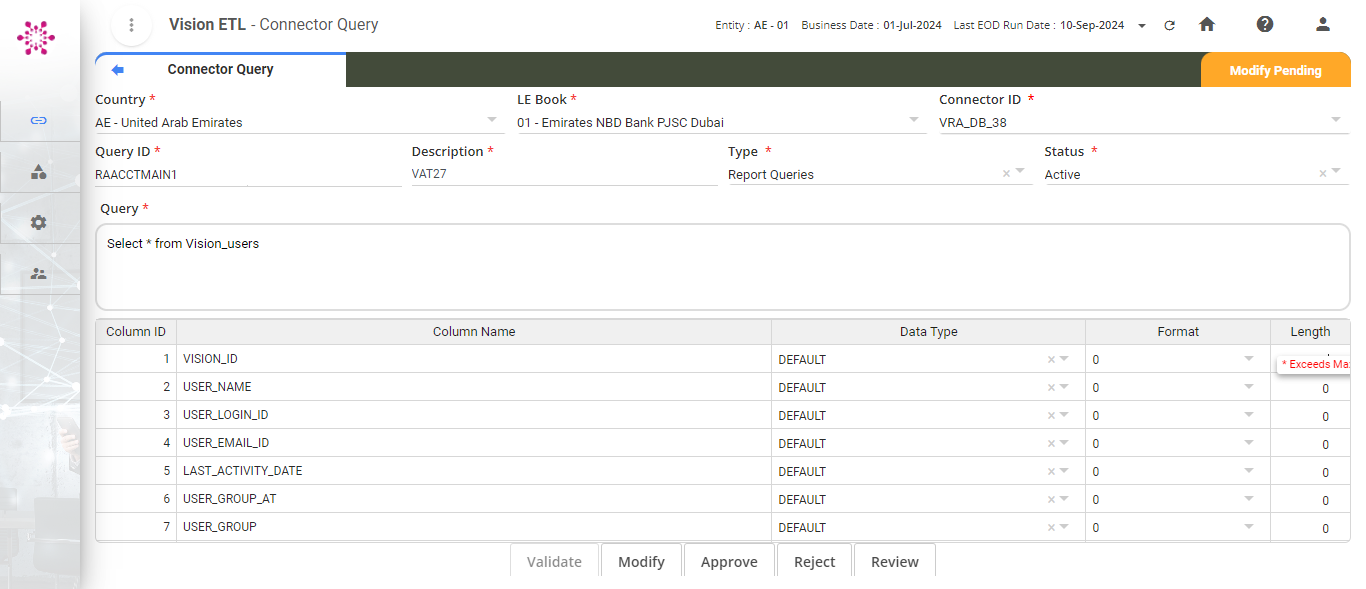 Vision ETL - Connector Query
Entity : AE - 01 Business Date : 01-Jul-2024 Last EOD Run Date : 10-Sep-2024
Connector Query
Modify Pending
Country * LE Book * Connector ID *
AE - United Arab Emirates 01 - Emirates NBD Bank PJSC Dubai VRA_DB_38
Query ID * Description * Type * Status *
RAACCTMAIN1 VAT27 Report Queries × Active ×
Query *
Select * from Vision_users
Column ID Column Name Data Type Format Length
1 VISION_ID DEFAULT × 0
* Exceeds Max
2 USER_NAME DEFAULT × 0 0
3 USER_LOGIN_ID DEFAULT × 0 0
4 USER_EMAIL_ID DEFAULT × 0 0
5 LAST_ACTIVITY_DATE DEFAULT × 0 0
6 USER_GROUP_AT DEFAULT × 0 0
7 USER_GROUP DEFAULT × 0 0
Validate Modify Approve Reject Review